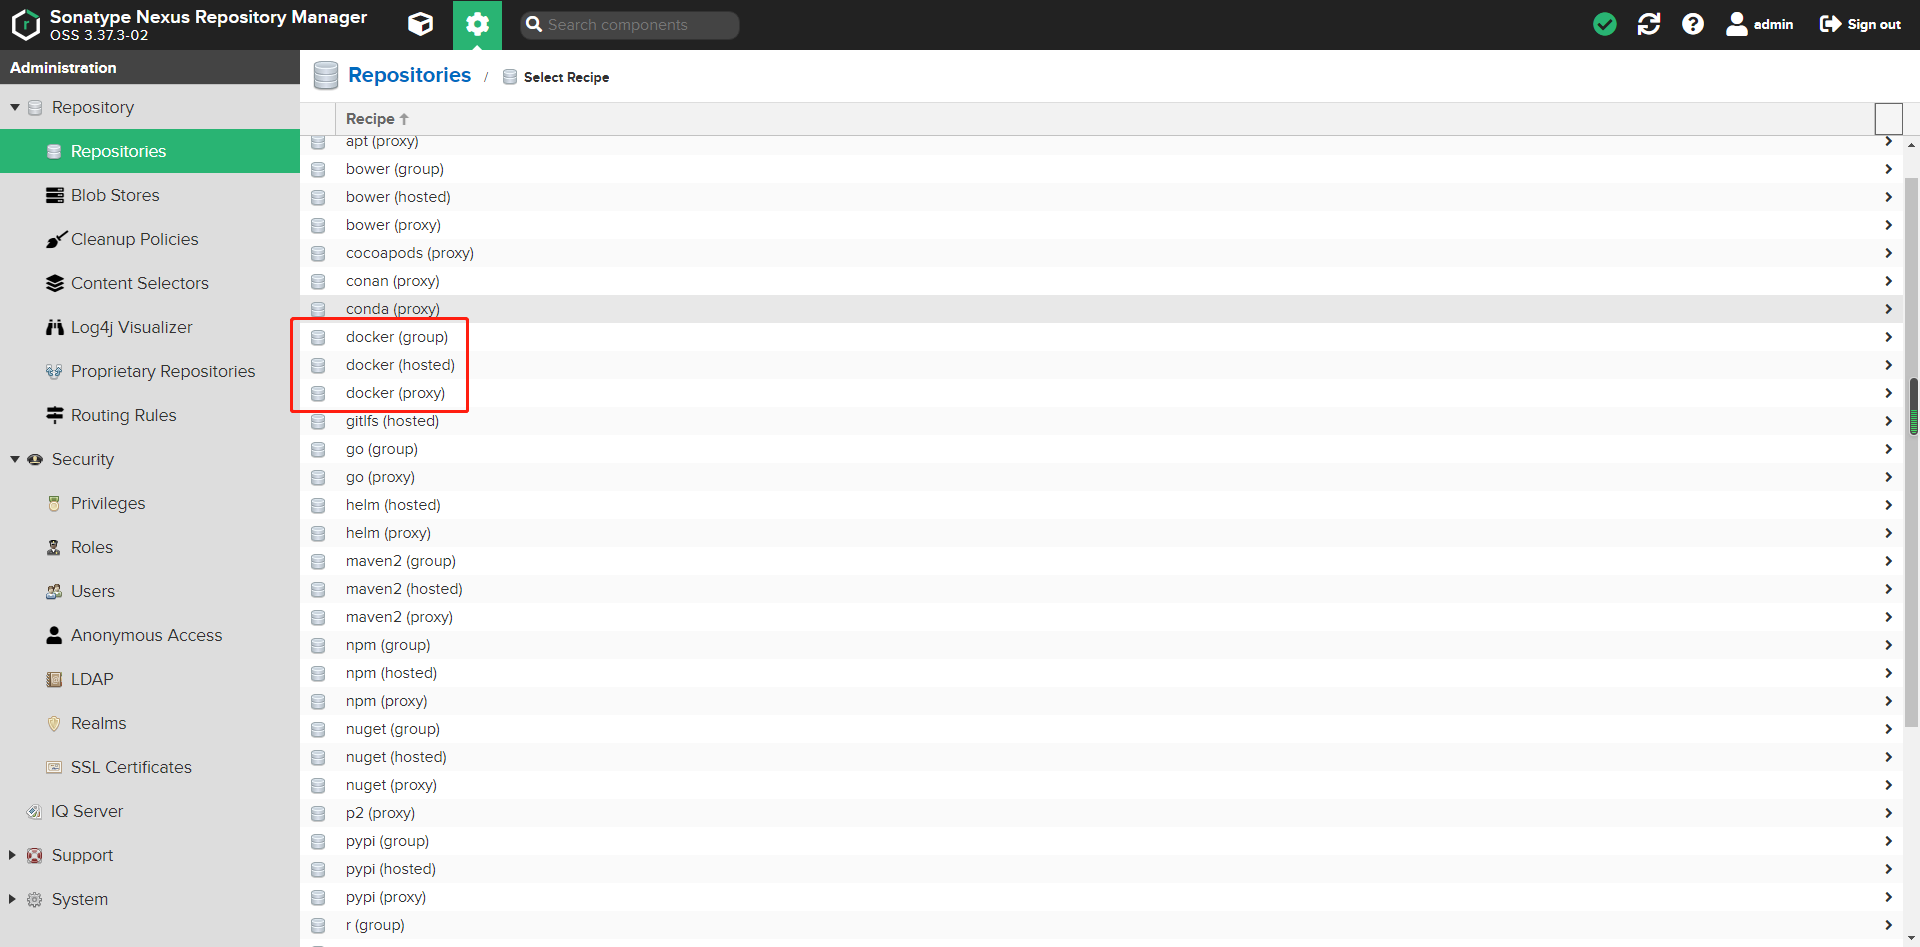 Sonatype Nexus Repository Manager
OSS 3.37.3-02
Search components
admin
Sign out
Administration
Repository
Repositories
Blob Stores
Cleanup Policies
Content Selectors
Log4j Visualizer
Proprietary Repositories
Routing Rules
Security
Privileges
Roles
Users
Anonymous Access
LDAP
Realms
SSL Certificates
IQ Server
Support
System
Repositories / Select Recipe
Recipe
apt (proxy)
bower (group)
bower (hosted)
bower (proxy)
cocoapods (proxy)
conan (proxy)
conda (proxy)
docker (group)
docker (hosted)
docker (proxy)
gitlfs (hosted)
go (group)
go (proxy)
helm (hosted)
helm (proxy)
maven2 (group)
maven2 (hosted)
maven2 (proxy)
npm (group)
npm (hosted)
npm (proxy)
nuget (group)
nuget (hosted)
nuget (proxy)
p2 (proxy)
pypi (group)
pypi (hosted)
pypi (proxy)
r (group)